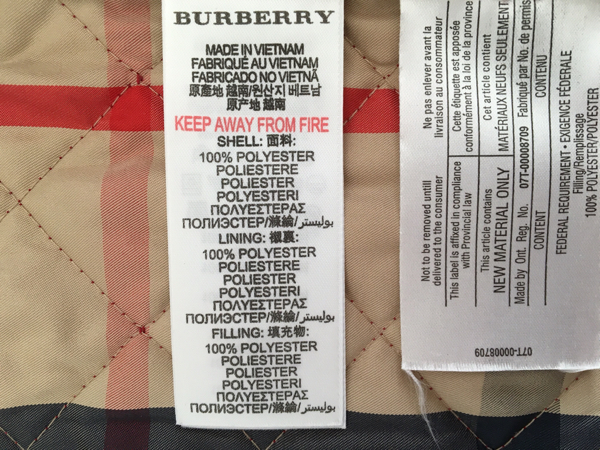 BURBERRY
MADE IN VIETNAM
FABRIQUÉ AU VIETNAM
FABRICADO NO VIETNÃ
原產地 越南/원산지 베트남
原产地 越南
KEEP AWAY FROM FIRE
SHELL: 面料:
100% POLYESTER
POLIESTERE
POLIESTER
POLYESTERI
ΠΟΛΥΕΣΤΕΡΑΣ
ПОЛИЭСТЕР/滌綸/بوليستر
LINING: 襯裏:
100% POLYESTER
POLIESTERE
POLIESTER
POLYESTERI
ΠΟΛΥΕΣΤΕΡΑΣ
ПОЛИЭСТЕР/滌綸/بوليستر
FILLING: 填充物:
100% POLYESTER
POLIESTERE
POLIESTER
POLYESTERI
ΠΟΛΥΕΣΤΕΡΑΣ
ПОЛИЭСТЕР/滌綸/بوليستر
Not to be removed untill
delivered to the consumer
Ne pas enlever avant la
livraison au consommateur
This label is affixed in compliance
with Provincial law
Cette étiquette est apposée
conformément à la loi de la province
This article contains
NEW MATERIAL ONLY
Cet article contient
MATÉRIAUX NEUFS SEULEMENT
Made by Ont. Reg. No. 07T-00008709 Fabriqué par No. de permis
CONTENT
CONTENU
FEDERAL REQUIREMENT - EXIGENCE FÉDÉRALE
Filling/Remplissage
100% POLYESTER/POLYESTER
07T-00008709